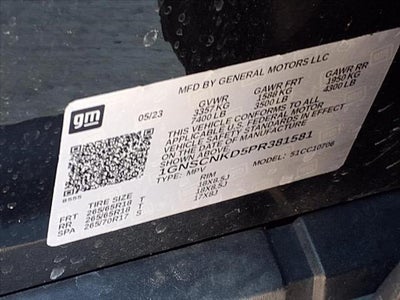 gm
MFD BY GENERAL MOTORS LLC
05/23 GVWR GAWR FRT GAWR RR
3357 KG 1588 KG 1950 KG
7400 LB 3500 LB 4300 LB
THIS VEHICLE CONFORMS TO ALL
APPLICABLE U.S. FEDERAL MOTOR
VEHICLE SAFETY STANDARDS IN EFFECT
ON THE DATE OF MANUFACTURE
SHOWN ABOVE.
1GNSCNKD5PR381581
TYPE: MPV MODEL: 51CC10706
B555
TIRE SIZE RIM
FRT 265/65R18 T 18X8.5J
RR 265/65R18 T 18X8.5J
SPA 265/70R17 S 17X8J